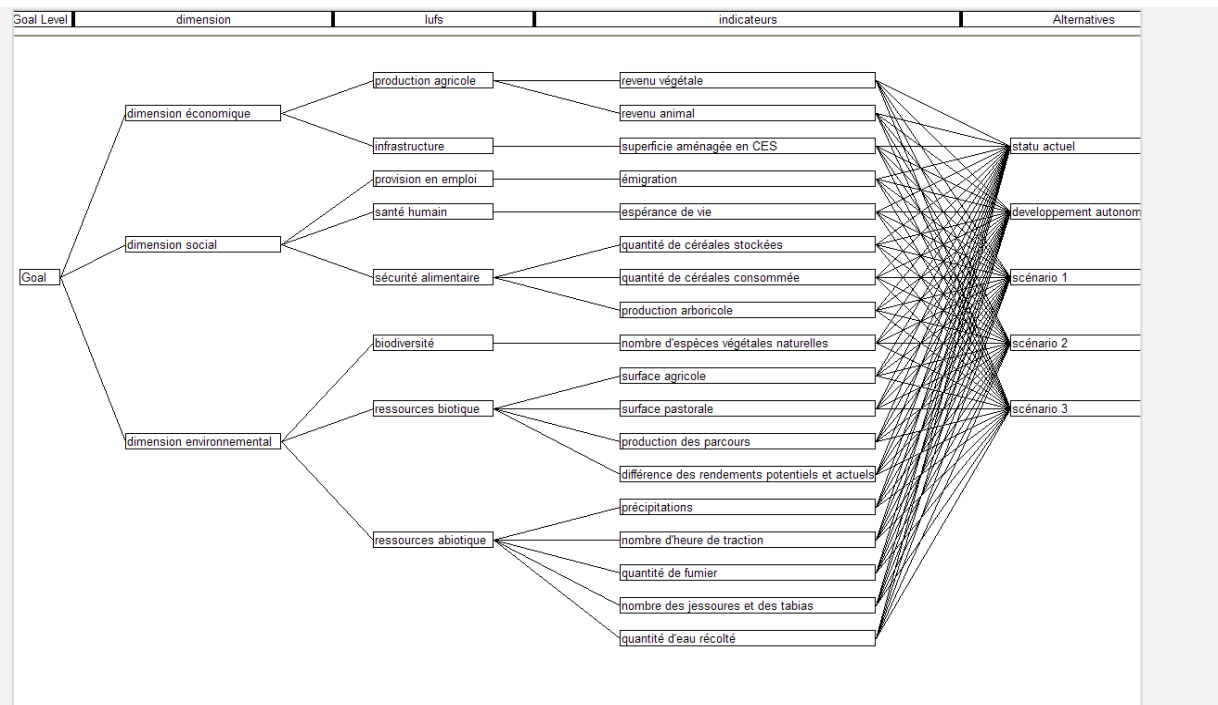 Goal Level
dimension
lufs
indicateurs
Alternatives
production agricole
revenu végétale
dimension économique
revenu animal
infrastructure
superficie aménagée en CES
statu actuel
provision en emploi
émigration
santé humain
espérance de vie
developpement autonom
dimension social
quantité de céréales stockées
Goal
sécurité alimentaire
quantité de céréales consommée
scénario 1
production arboricole
biodiversité
nombre d'espèces végétales naturelles
scénario 2
surface agricole
ressources biotique
surface pastorale
scénario 3
dimension environnemental
production des parcours
différence des rendements potentiels et actuels
précipitations
ressources abiotique
nombre d'heure de traction
quantité de fumier
nombre des jessoures et des tabias
quantité d'eau récolté